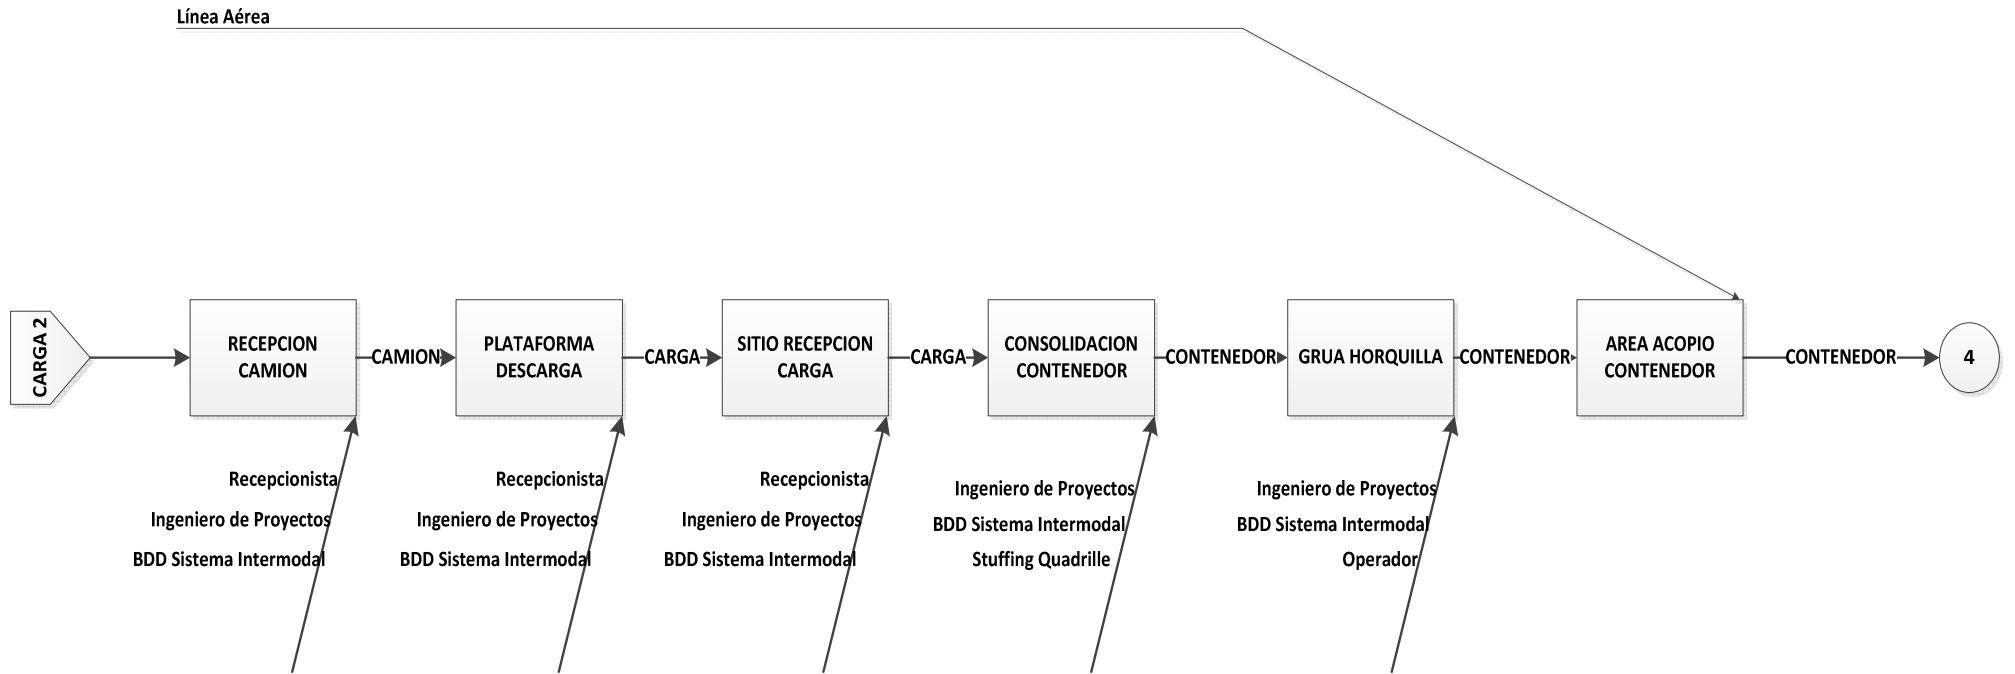 Línea Aérea
CARGA 2
RECEPCION
CAMION
CAMION
PLATAFORMA
DESCARGA
CARGA
SITIO RECEPCION
CARGA
CARGA
CONSOLIDACION
CONTENEDOR
CONTENEDOR
GRUA HORQUILLA
CONTENEDOR
AREA ACOPIO
CONTENEDOR
CONTENEDOR
4
Recepcionista
Ingeniero de Proyectos
BDD Sistema Intermodal
Recepcionista
Ingeniero de Proyectos
BDD Sistema Intermodal
Recepcionista
Ingeniero de Proyectos
BDD Sistema Intermodal
Ingeniero de Proyectos
BDD Sistema Intermodal
Stuffing Quadrille
Ingeniero de Proyectos
BDD Sistema Intermodal
Operador